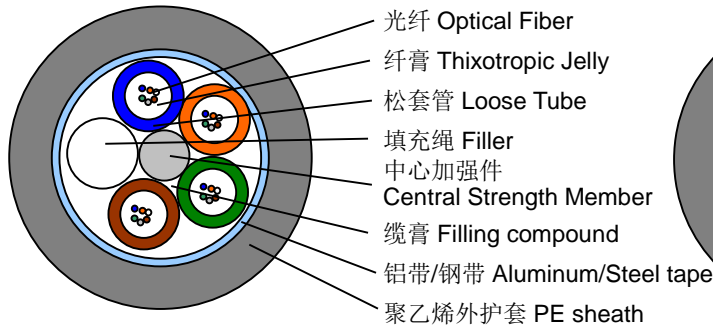 光纤 Optical Fiber
纤膏 Thixotropic Jelly
松套管 Loose Tube
填充绳 Filler
中心加强件
Central Strength Member
缆膏 Filling compound
铝带/钢带 Aluminum/Steel tape
聚乙烯外护套 PE sheath